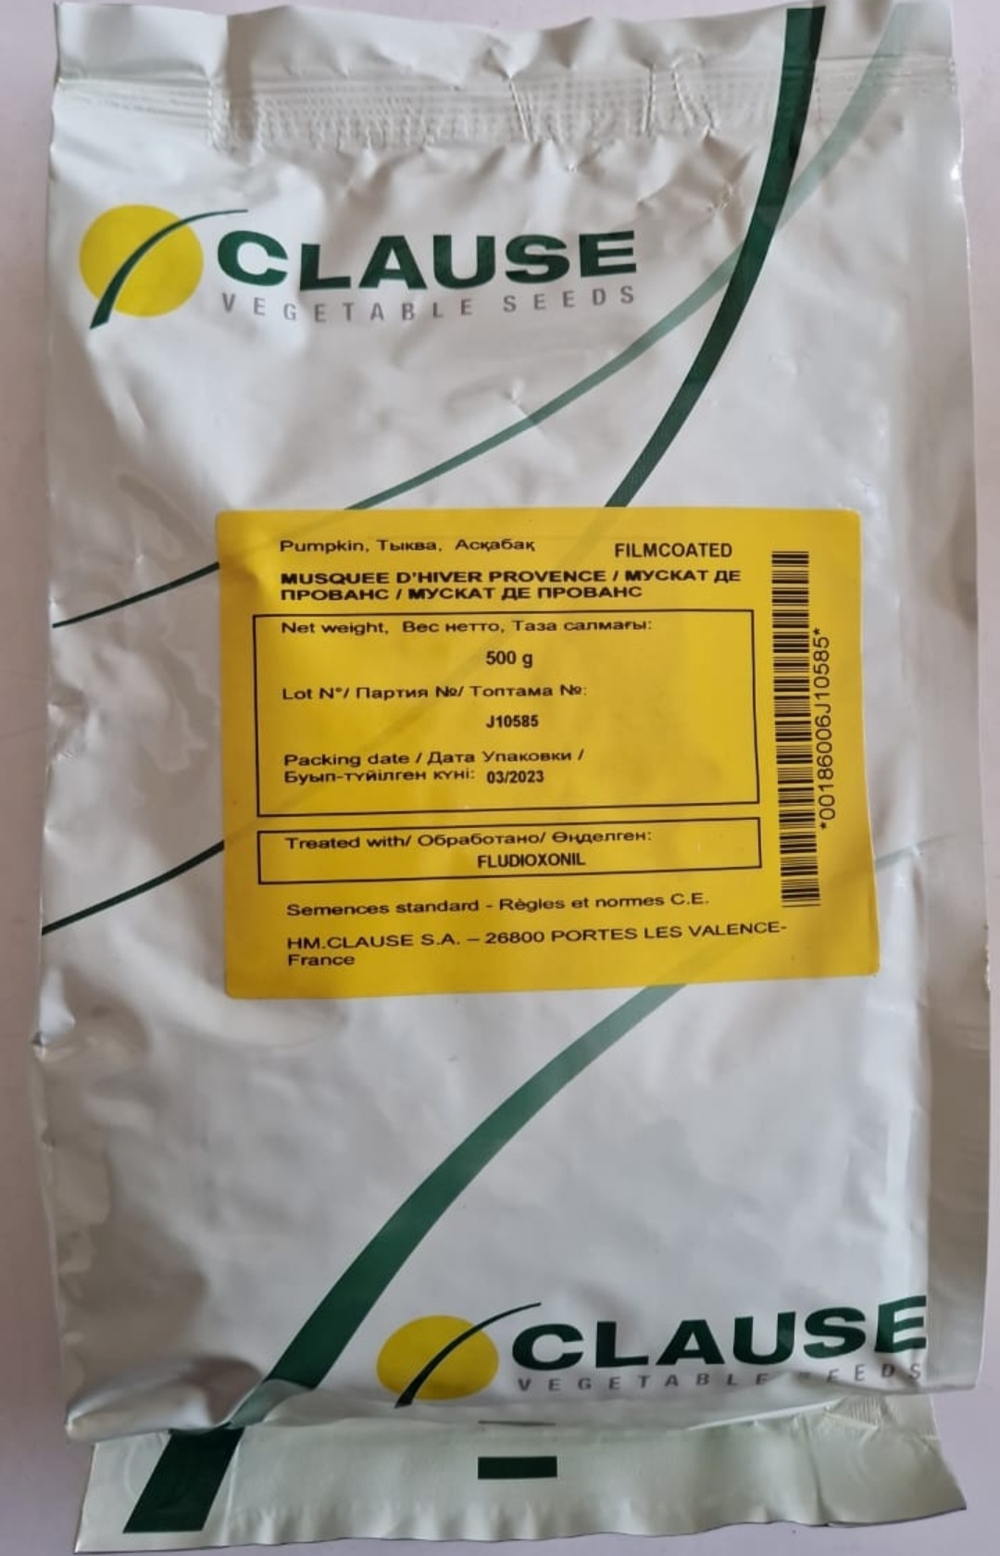 CLAUSE
VEGETABLE SEEDS
Pumpkin, Тыква, Асқабақ FILMCOATED
MUSQUEE D'HIVER PROVENCE / МУСКАТ ДЕ
ПРОВАНС / МУСКАТ ДЕ ПРОВАНС
Net weight, Вес нетто, Таза салмағы:
500 g
Lot N°/ Партия №/ Топтама №:
J10585
Packing date / Дата Упаковки /
Буып-түйілген күні: 03/2023
Treated with/ Обработано/ Өңделген:
FLUDIOXONIL
Semences standard - Règles et normes C.E.
HM.CLAUSE S.A. – 26800 PORTES LES VALENCE-
France
*00186006J10585*
CLAUSE
VEGETABLE SEEDS